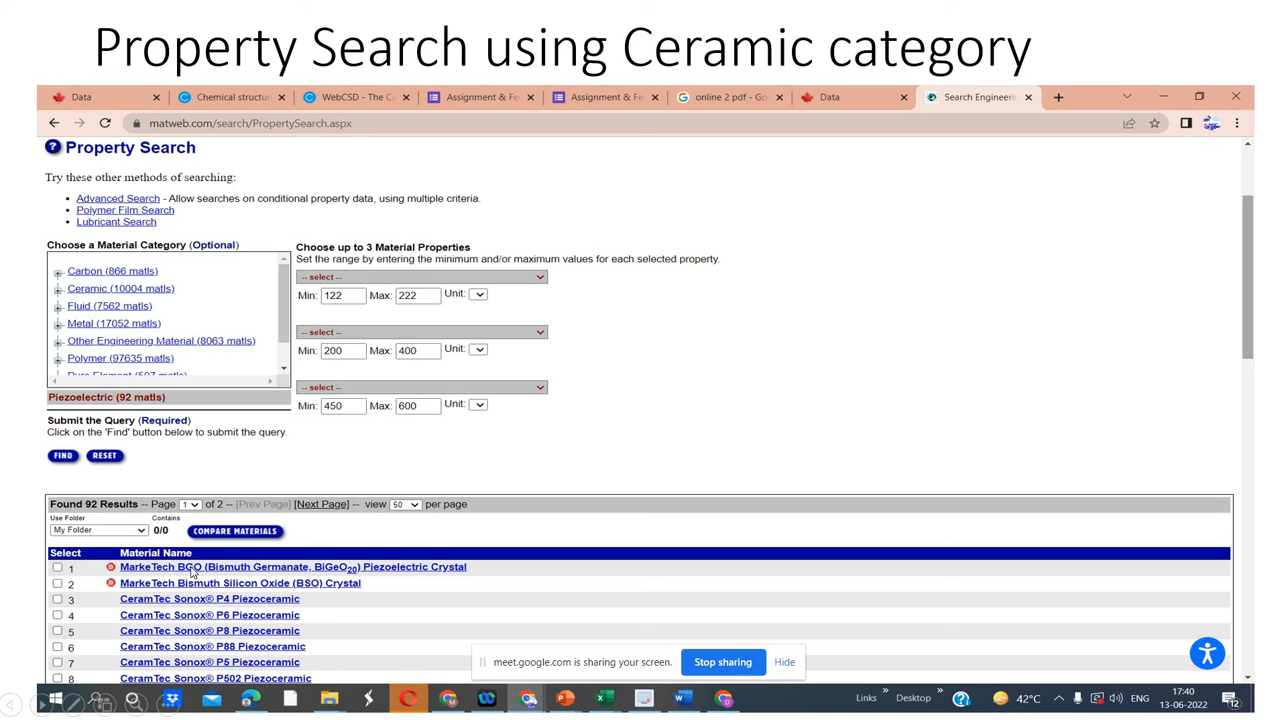 Property Search using Ceramic category
Data
Chemical structu
WebCSD - The C
Assignment & Fe
Assignment & Fe
online 2 pdf - Go
Data
Search Engineerin
matweb.com/search/PropertySearch.aspx
Property Search
Try these other methods of searching:
Advanced Search - Allow searches on conditional property data, using multiple criteria.
Polymer Film Search
Lubricant Search
Choose a Material Category (Optional)
Choose up to 3 Material Properties
Set the range by entering the minimum and/or maximum values for each selected property.
Carbon (866 matls)
Ceramic (10004 matls)
Fluid (7562 matls)
Metal (17052 matls)
Other Engineering Material (8063 matls)
Polymer (97635 matls)
-- select --
Min: 122 Max: 222 Unit:
-- select --
Min: 200 Max: 400 Unit:
-- select --
Min: 450 Max: 600 Unit:
Piezoelectric (92 matls)
Submit the Query (Required)
Click on the 'Find' button below to submit the query.
FIND RESET
Found 92 Results -- Page 1 of 2 -- [Prev Page] [Next Page] -- view 50 per page
Use Folder Contains
My Folder 0/0 COMPARE MATERIALS
Select Material Name
1 MarkeTech BGO (Bismuth Germanate, BiGeO20) Piezoelectric Crystal
2 MarkeTech Bismuth Silicon Oxide (BSO) Crystal
3 CeramTec Sonox® P4 Piezoceramic
4 CeramTec Sonox® P6 Piezoceramic
5 CeramTec Sonox® P8 Piezoceramic
6 CeramTec Sonox® P88 Piezoceramic
7 CeramTec Sonox® P5 Piezoceramic
8 CeramTec Sonox® P502 Piezoceramic
meet.google.com is sharing your screen. Stop sharing Hide
Links Desktop 42°C ENG 17:40
13-06-2022 12